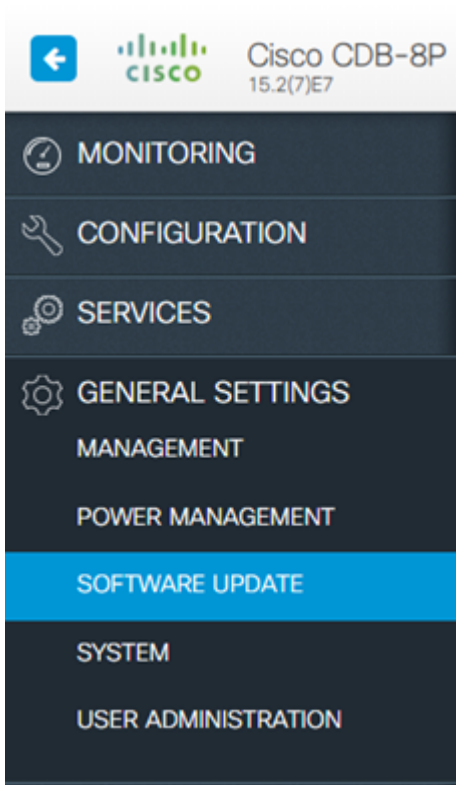 CISCO
Cisco CDB-8P
15.2(7)E7
MONITORING
CONFIGURATION
SERVICES
GENERAL SETTINGS
MANAGEMENT
POWER MANAGEMENT
SOFTWARE UPDATE
SYSTEM
USER ADMINISTRATION